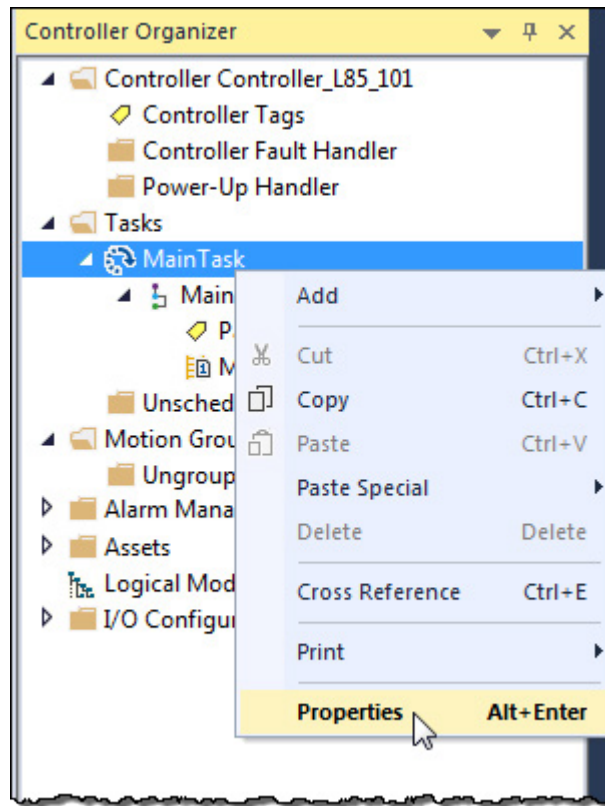 Controller Organizer
Controller Controller_L85_101
Controller Tags
Controller Fault Handler
Power-Up Handler
Tasks
MainTask
Main
P
M
Unsched
Motion Grou
Ungroup
Alarm Mana
Assets
Logical Mod
I/O Configu
Add
Cut Ctrl+X
Copy Ctrl+C
Paste Ctrl+V
Paste Special
Delete Delete
Cross Reference Ctrl+E
Print
Properties Alt+Enter